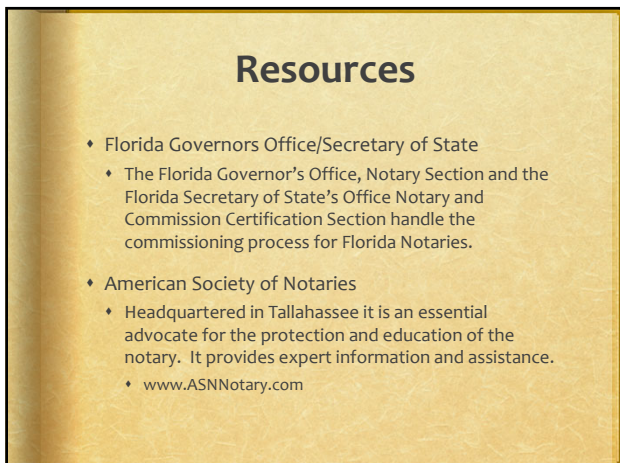 Resources
⬩ Florida Governors Office/Secretary of State
⬩ The Florida Governor's Office, Notary Section and the
Florida Secretary of State's Office Notary and
Commission Certification Section handle the
commissioning process for Florida Notaries.
⬩ American Society of Notaries
⬩ Headquartered in Tallahassee it is an essential
advocate for the protection and education of the
notary.  It provides expert information and assistance.
⬩ www.ASNNotary.com